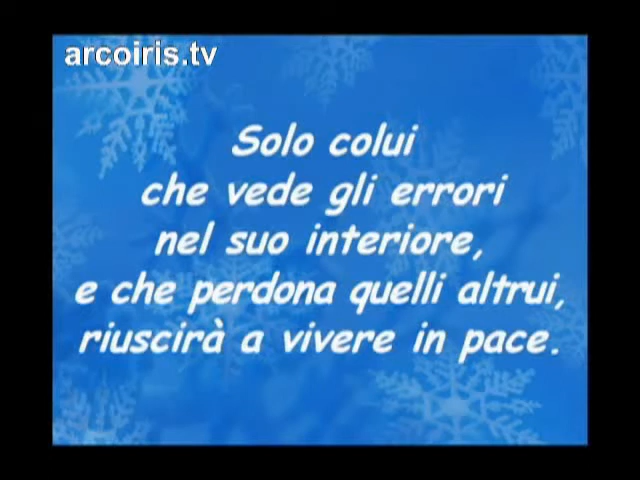 arcoiris.tv
Solo colui
che vede gli errori
nel suo interiore,
e che perdona quelli altrui,
riuscirà a vivere in pace.